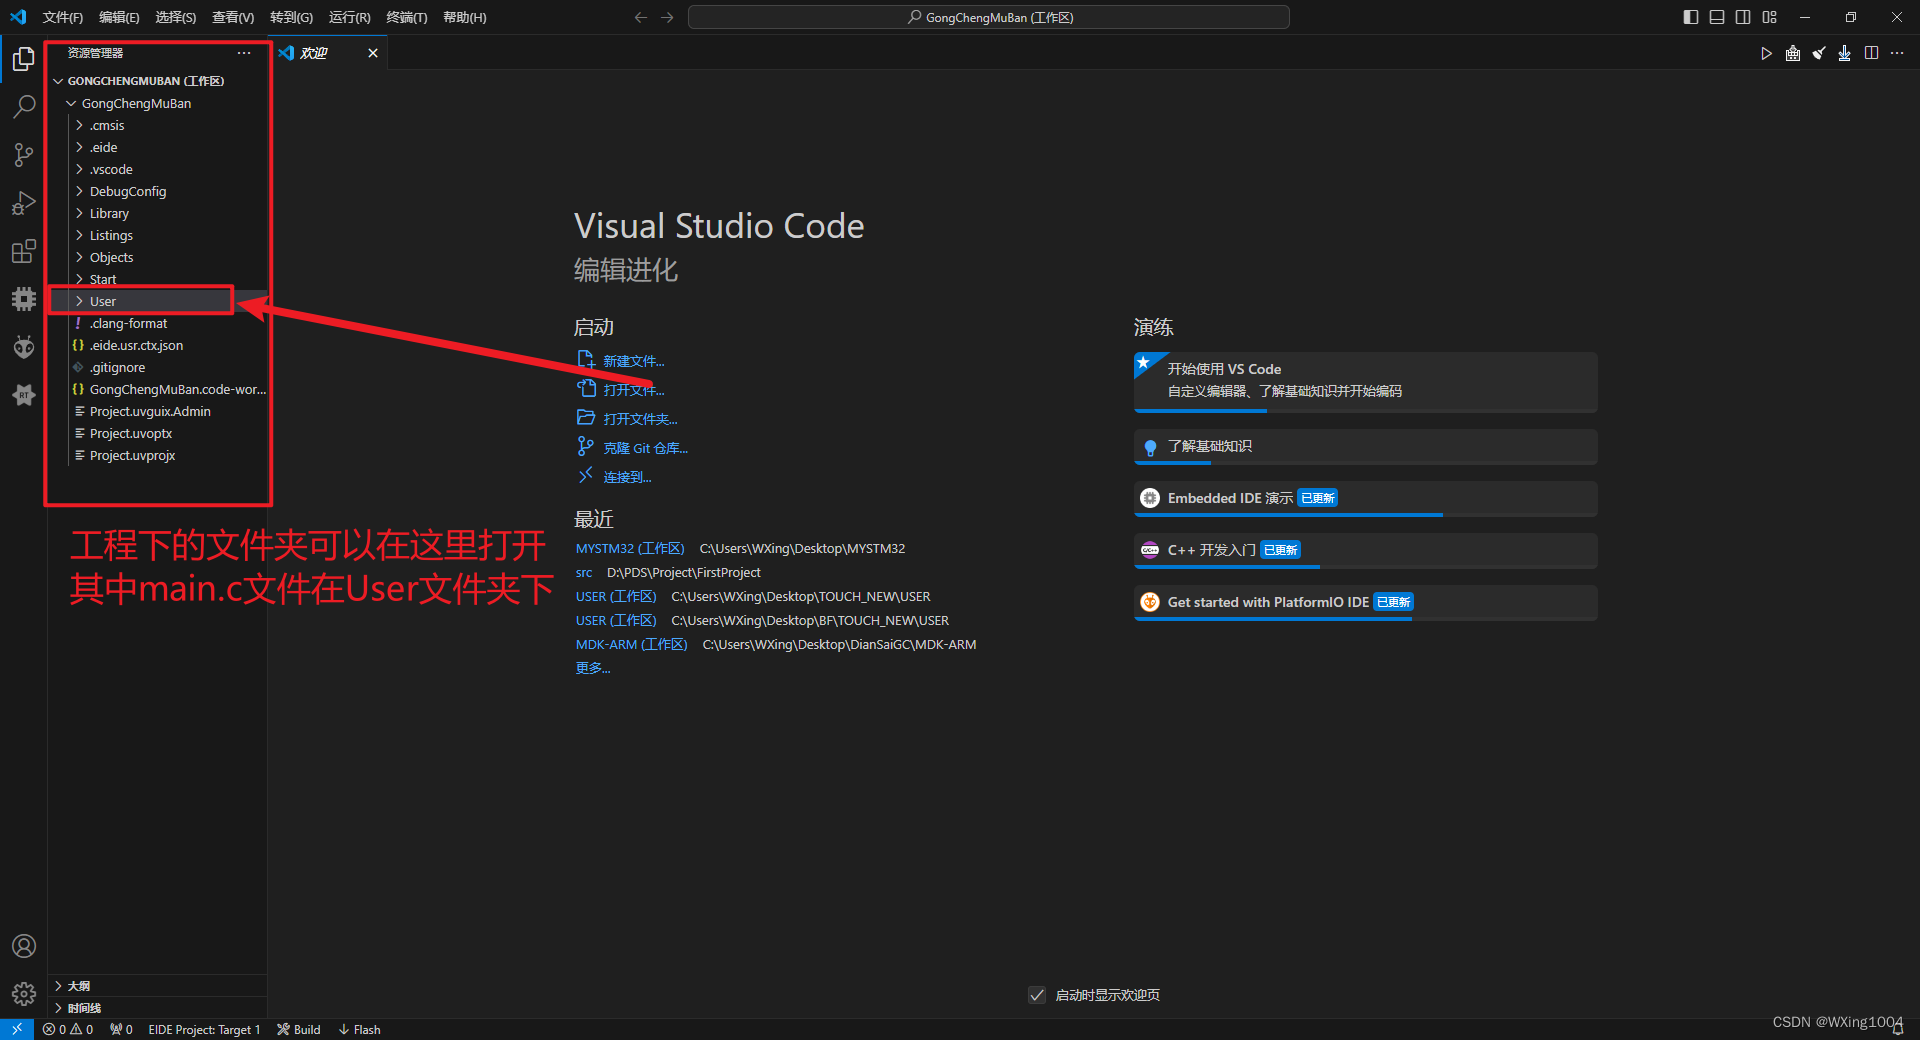 文件(F) 编辑(E) 选择(S) 查看(V) 转到(G) 运行(R) 终端(T) 帮助(H)
GongChengMuBan (工作区)
资源管理器
欢迎
GONGCHENGMUBAN (工作区)
GongChengMuBan
.cmsis
.eide
.vscode
DebugConfig
Library
Listings
Objects
Start
User
.clang-format
.eide.usr.ctx.json
.gitignore
GongChengMuBan.code-wor...
Project.uvguix.Admin
Project.uvoptx
Project.uvprojx
工程下的文件夹可以在这里打开
其中main.c文件在User文件夹下
Visual Studio Code
编辑进化
启动
新建文件...
打开文件...
打开文件夹...
克隆 Git 仓库...
连接到...
最近
MYSTM32 (工作区) C:\Users\WXing\Desktop\MYSTM32
src D:\PDS\Project\FirstProject
USER (工作区) C:\Users\WXing\Desktop\TOUCH_NEW\USER
USER (工作区) C:\Users\WXing\Desktop\BF\TOUCH_NEW\USER
MDK-ARM (工作区) C:\Users\WXing\Desktop\DianSaiGC\MDK-ARM
更多...
演练
开始使用 VS Code
自定义编辑器、了解基础知识并开始编码
了解基础知识
Embedded IDE 演示 已更新
C++ 开发入门 已更新
Get started with PlatformIO IDE 已更新
启动时显示欢迎页
大纲
时间线
0 0 0 EIDE Project: Target 1 Build Flash
CSDN @WXing1004